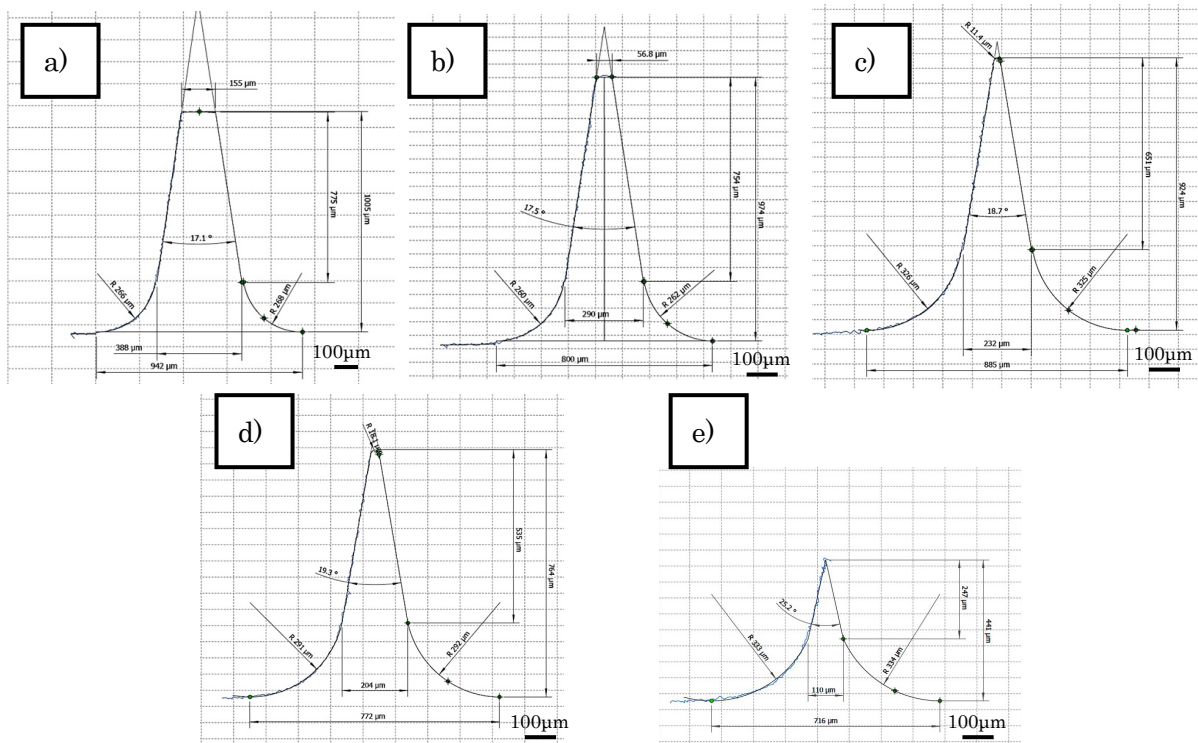 a)
155 µm
775 µm
1005 µm
17.1 °
R 266 µm
R 268 µm
388 µm
942 µm
100µm
b)
56.8 µm
754 µm
974 µm
17.5 °
R 260 µm
R 262 µm
290 µm
800 µm
100µm
c)
R 11.4 µm
651 µm
924 µm
18.7 °
R 326 µm
R 325 µm
232 µm
885 µm
100µm
d)
535 µm
764 µm
19.3 °
R 291 µm
R 292 µm
204 µm
772 µm
100µm
e)
247 µm
441 µm
25.2 °
R 333 µm
R 334 µm
110 µm
716 µm
100µm